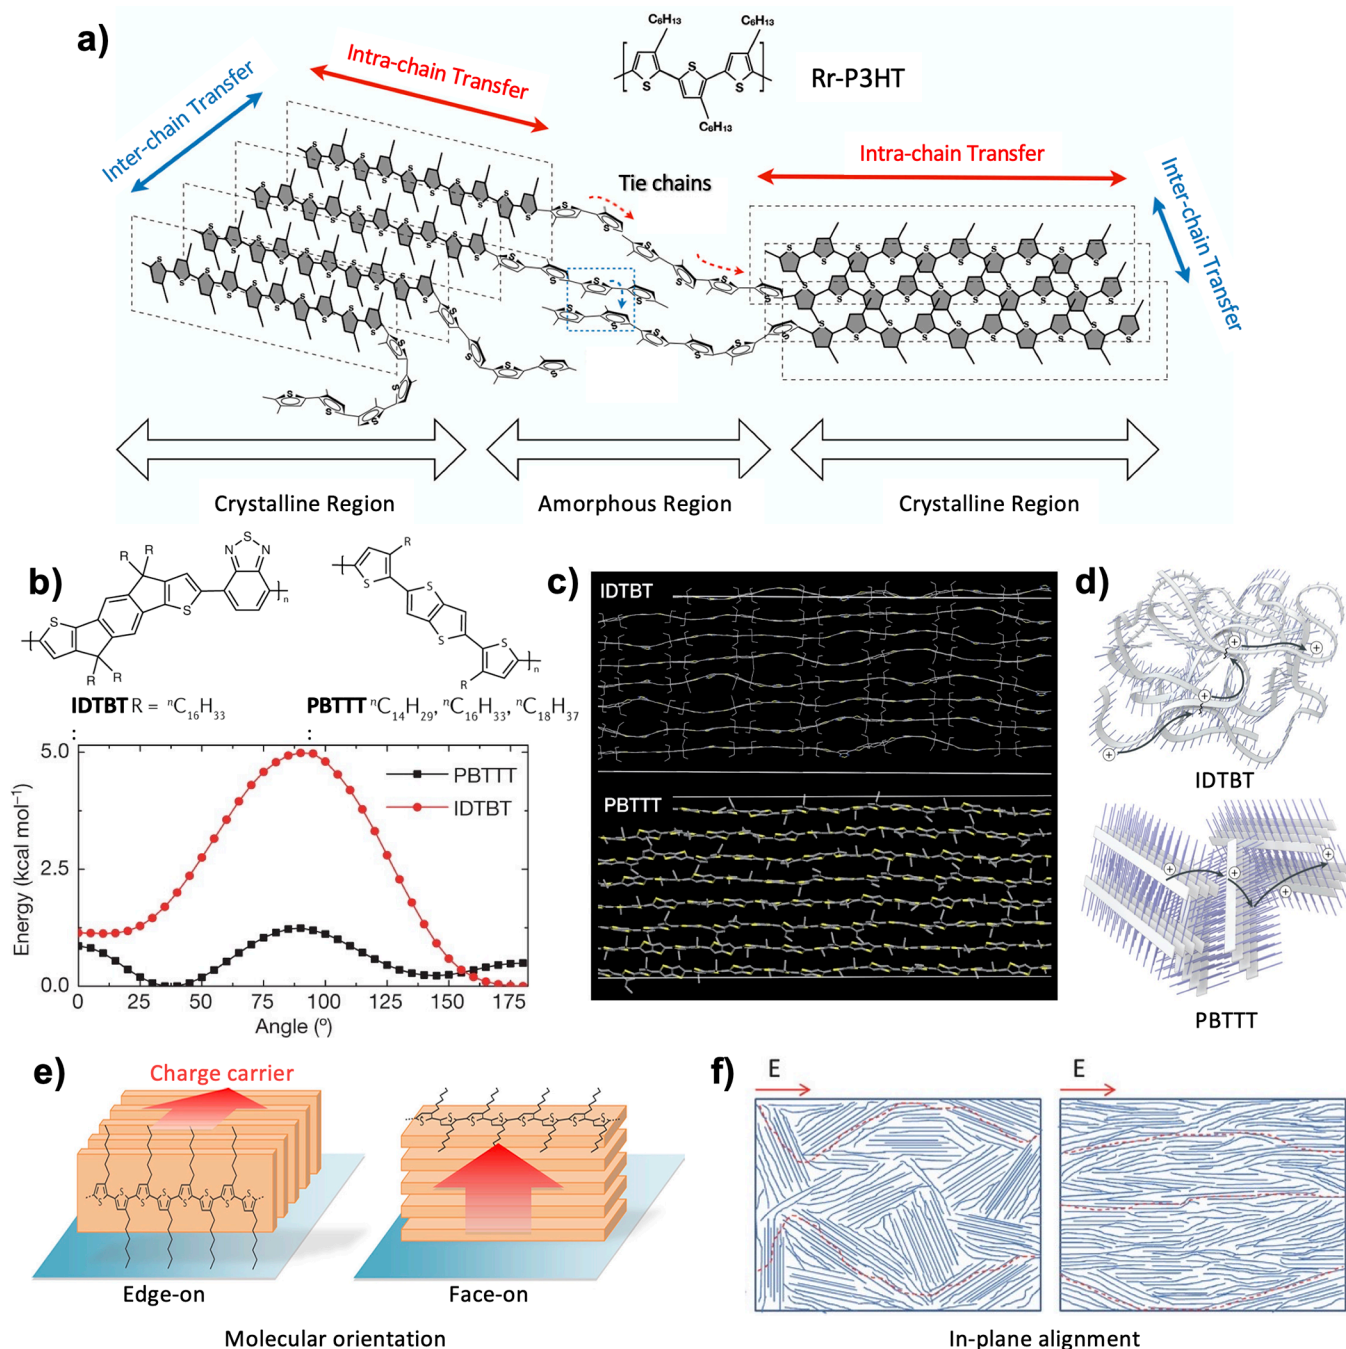 a)
C₆H₁₃
C₆H₁₃
C₆H₁₃
S
S
S
Rr-P3HT
Inter-chain Transfer
Intra-chain Transfer
Tie chains
Intra-chain Transfer
Inter-chain Transfer
Crystalline Region
Amorphous Region
Crystalline Region
b)
R
R
N
S
N
S
S
n
R
R
IDTBT R = ⁿC₁₆H₃₃
R
S
S
S
S
R
n
PBTTT ⁿC₁₄H₂₉, ⁿC₁₆H₃₃, ⁿC₁₈H₃₇
PBTTT
IDTBT
Energy (kcal mol⁻¹)
5.0
2.5
0.0
0 25 50 75 100 125 150 175
Angle (º)
c)
IDTBT
PBTTT
d)
IDTBT
PBTTT
e)
Charge carrier
Edge-on
Face-on
Molecular orientation
f)
E
E
In-plane alignment